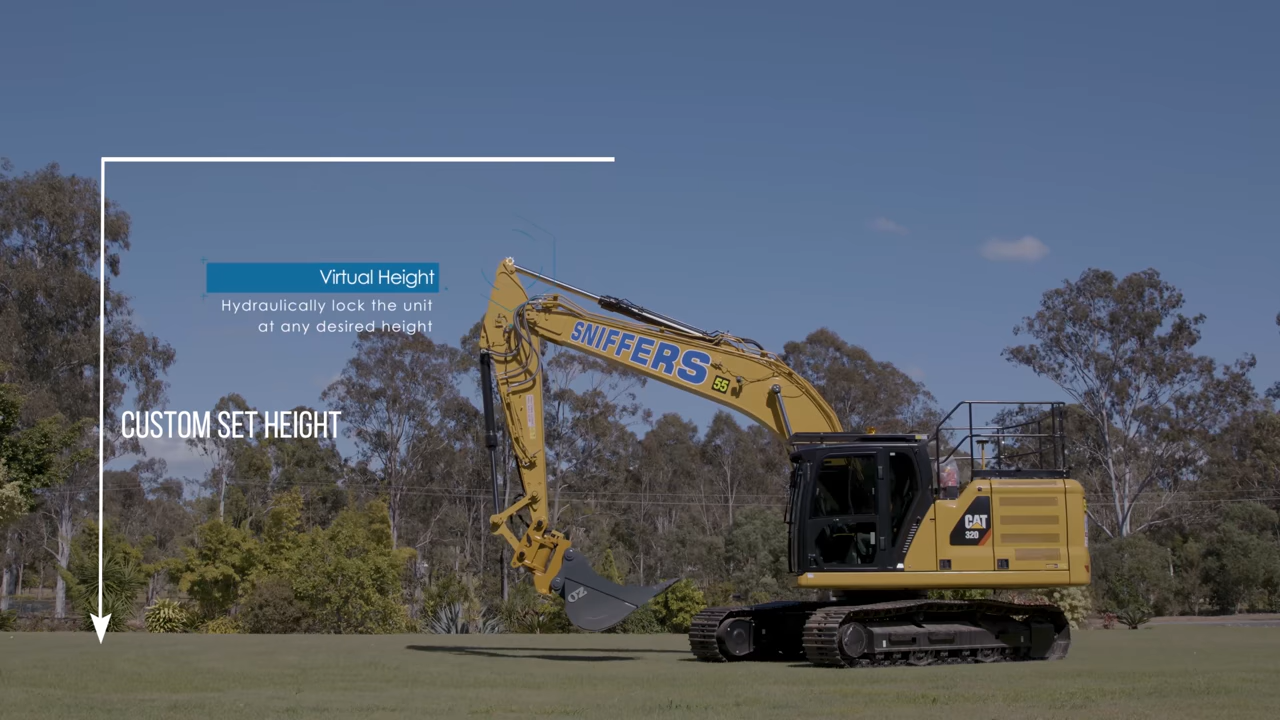 Virtual Height
Hydraulically lock the unit
at any desired height
SNIFFERS
55
CUSTOM SET HEIGHT
CAT
320
OZ